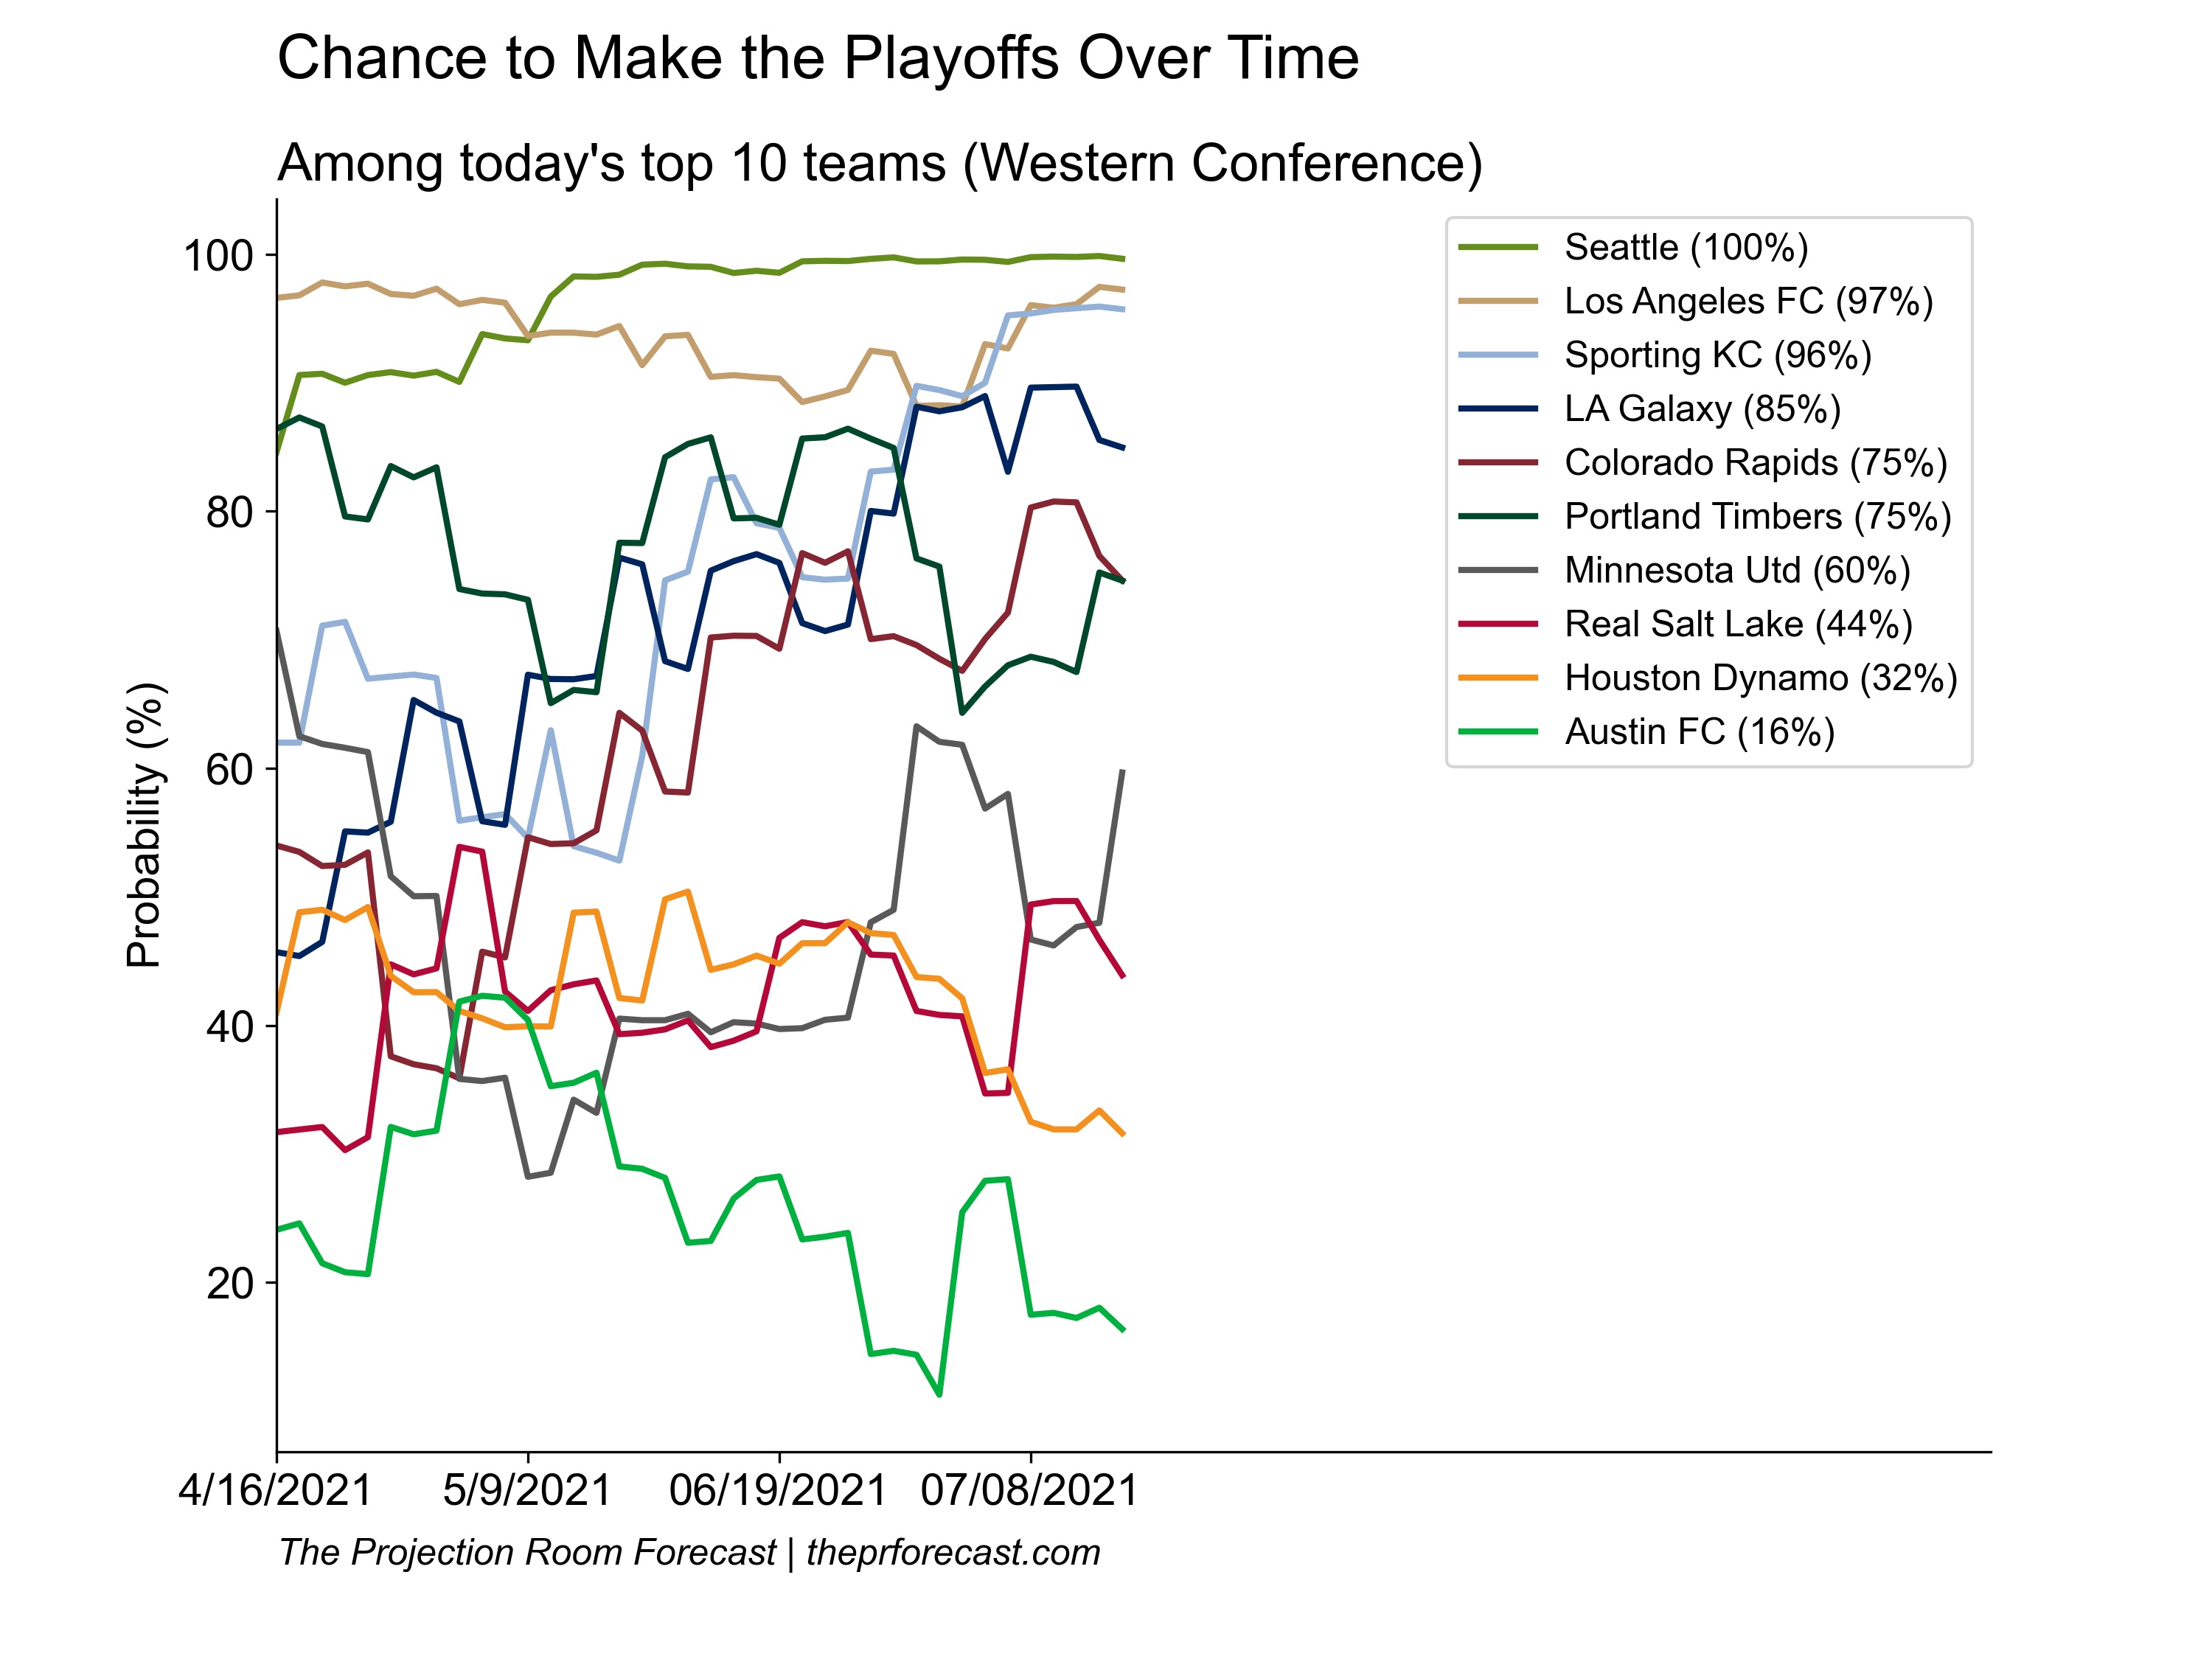 Chance to Make the Playoffs Over Time
Among today's top 10 teams (Western Conference)
100
80
60
40
20
Probability (%)
Seattle (100%)
Los Angeles FC (97%)
Sporting KC (96%)
LA Galaxy (85%)
Colorado Rapids (75%)
Portland Timbers (75%)
Minnesota Utd (60%)
Real Salt Lake (44%)
Houston Dynamo (32%)
Austin FC (16%)
4/16/2021 5/9/2021 06/19/2021 07/08/2021
The Projection Room Forecast | theprforecast.com